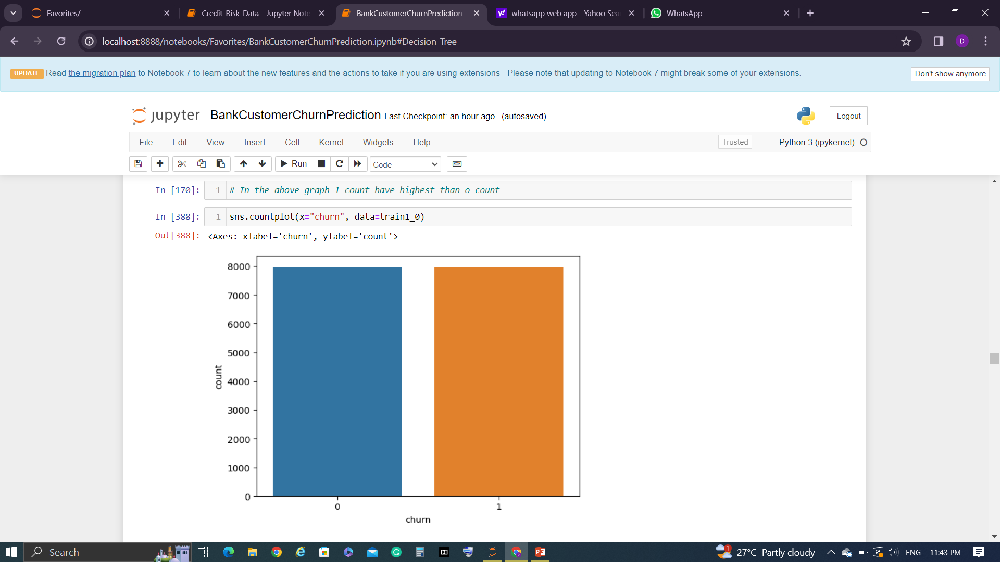 Favorites/
Credit_Risk_Data - Jupyter Note
BankCustomerChurnPrediction
whatsapp web app - Yahoo Sea
WhatsApp
localhost:8888/notebooks/Favorites/BankCustomerChurnPrediction.ipynb#Decision-Tree
D
UPDATE Read the migration plan to Notebook 7 to learn about the new features and the actions to take if you are using extensions - Please note that updating to Notebook 7 might break some of your extensions.
Don't show anymore
jupyter BankCustomerChurnPrediction Last Checkpoint: an hour ago (autosaved)
Logout
File Edit View Insert Cell Kernel Widgets Help
Trusted
Python 3 (ipykernel)
Run
Code
In [170]: 1 # In the above graph 1 count have highest than o count
In [388]: 1 sns.countplot(x="churn", data=train1_0)
Out[388]: <Axes: xlabel='churn', ylabel='count'>
8000
7000
6000
5000
4000
3000
2000
1000
0
count
0 1
churn
Search
1
27°C Partly cloudy
ENG
11:43 PM